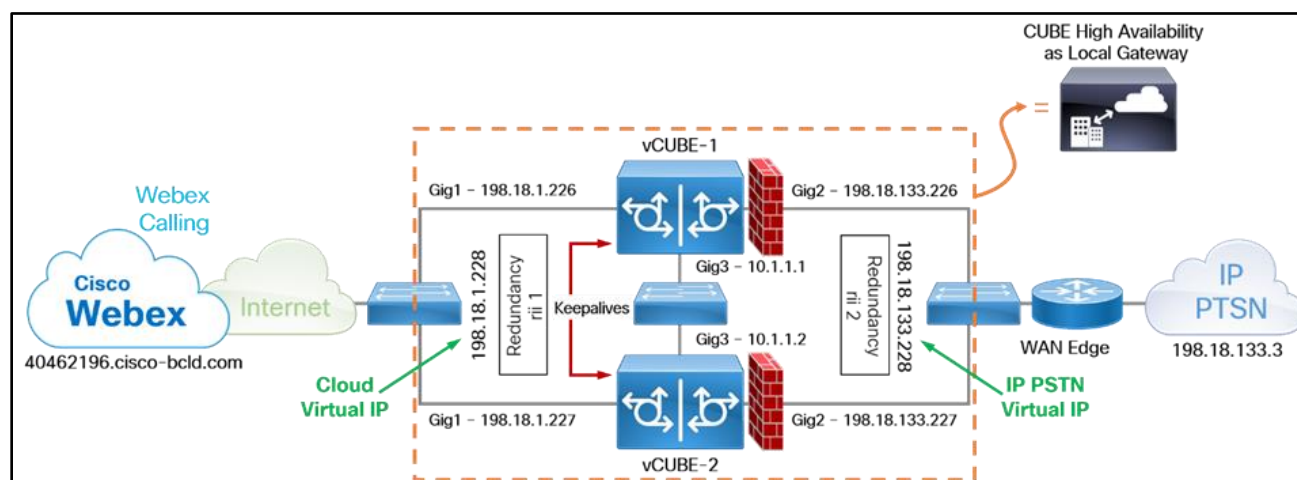 CUBE High Availability
as Local Gateway
=
vCUBE-1
Gig1 - 198.18.1.226
Gig2 - 198.18.133.226
Webex
Calling
Cisco
Webex
Internet
40462196.cisco-bcld.com
198.18.1.228
Redundancy
rii 1
Keepalives
Gig3 - 10.1.1.1
Gig3 - 10.1.1.2
Redundancy
rii 2
198.18.133.228
WAN Edge
IP
PTSN
198.18.133.3
Cloud
Virtual IP
IP PSTN
Virtual IP
Gig1 - 198.18.1.227
Gig2 - 198.18.133.227
vCUBE-2